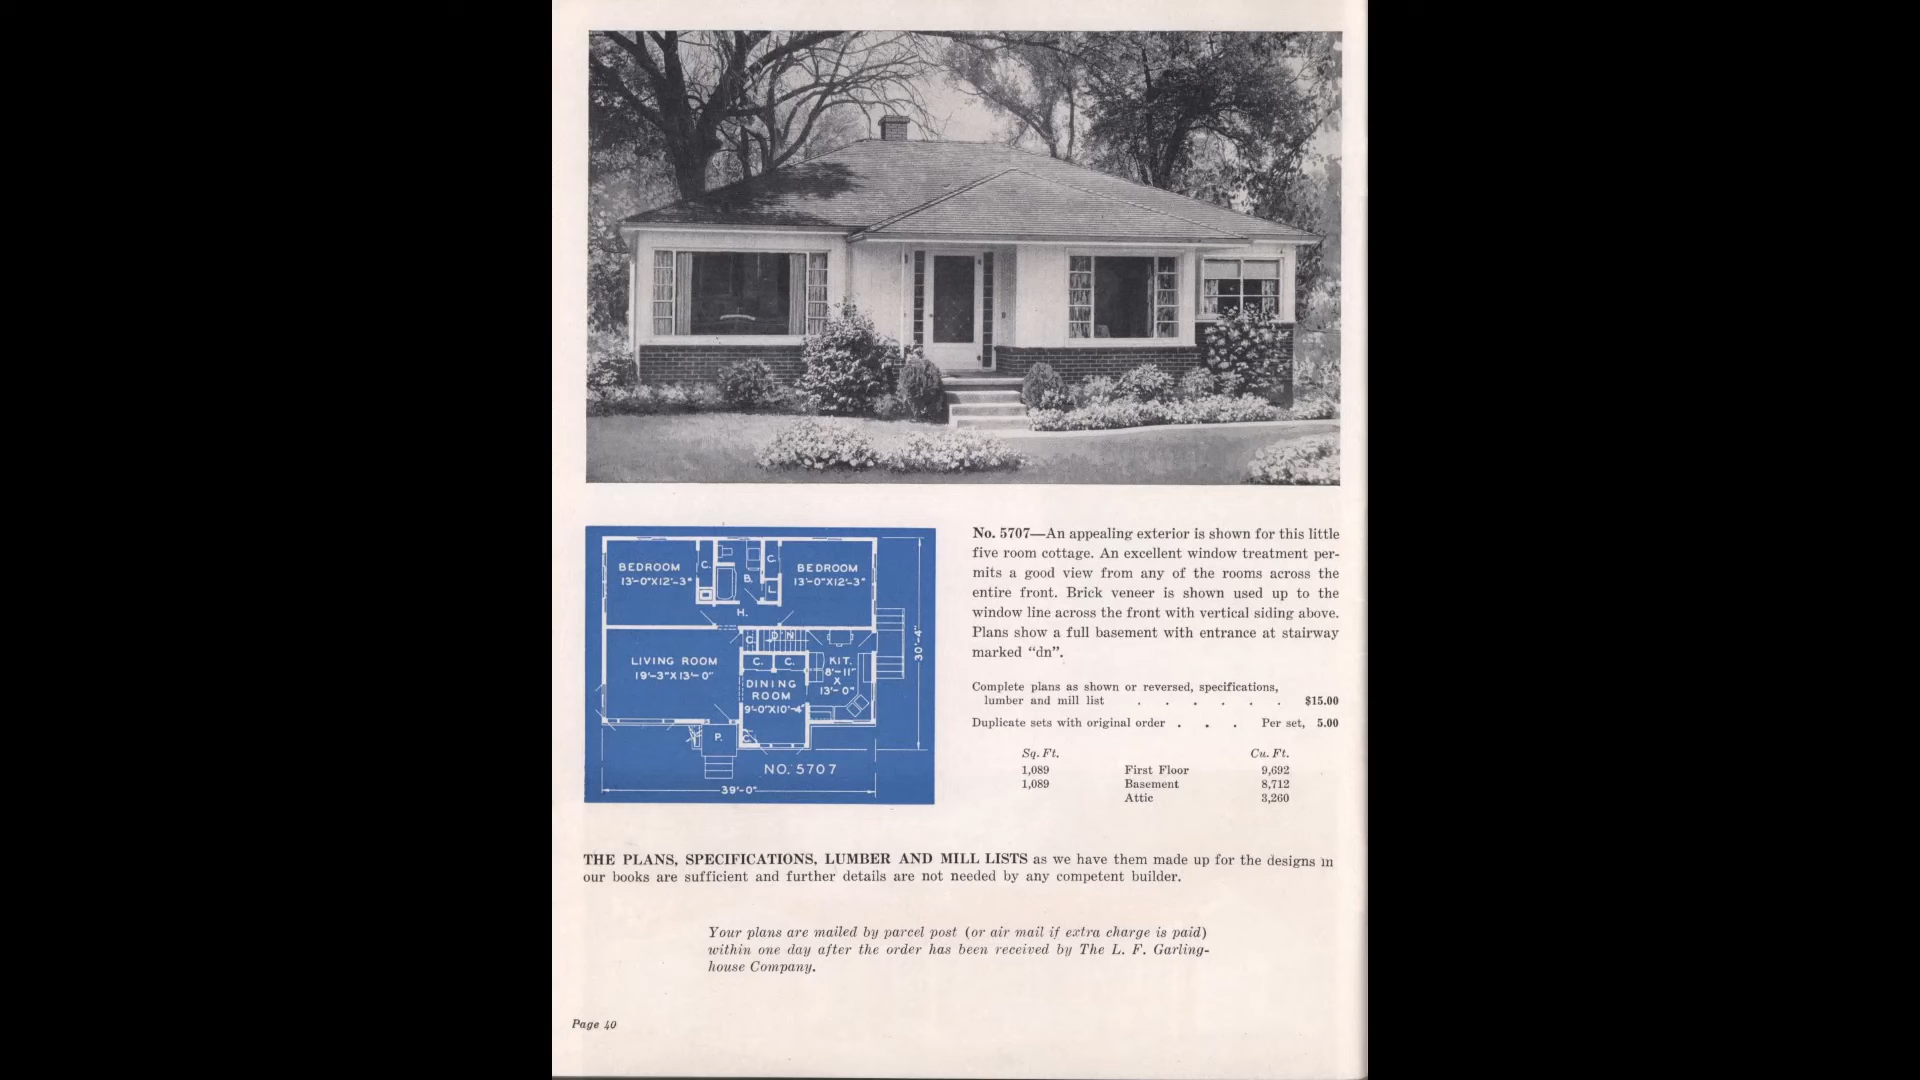 BEDROOM
13'-0"X12'-3"
C.
B.
C.
L.
BEDROOM
13'-0"X12'-3"
H.
LIVING ROOM
19'-3"X13'-0"
C.
D'N
C.
C.
KIT.
8'-11"
X
13'-0"
DINING
ROOM
9'-0"X10'-4"
P.
C.
NO. 5707
39'-0"
30'-4"
No. 5707—An appealing exterior is shown for this little
five room cottage. An excellent window treatment per-
mits a good view from any of the rooms across the
entire front. Brick veneer is shown used up to the
window line across the front with vertical siding above.
Plans show a full basement with entrance at stairway
marked "dn".
Complete plans as shown or reversed, specifications,
lumber and mill list . . . . . . $15.00
Duplicate sets with original order . . . Per set, 5.00
Sq. Ft. Cu. Ft.
1,089 First Floor 9,692
1,089 Basement 8,712
Attic 3,260
THE PLANS, SPECIFICATIONS, LUMBER AND MILL LISTS as we have them made up for the designs in
our books are sufficient and further details are not needed by any competent builder.
Your plans are mailed by parcel post (or air mail if extra charge is paid)
within one day after the order has been received by The L. F. Garling-
house Company.
Page 40